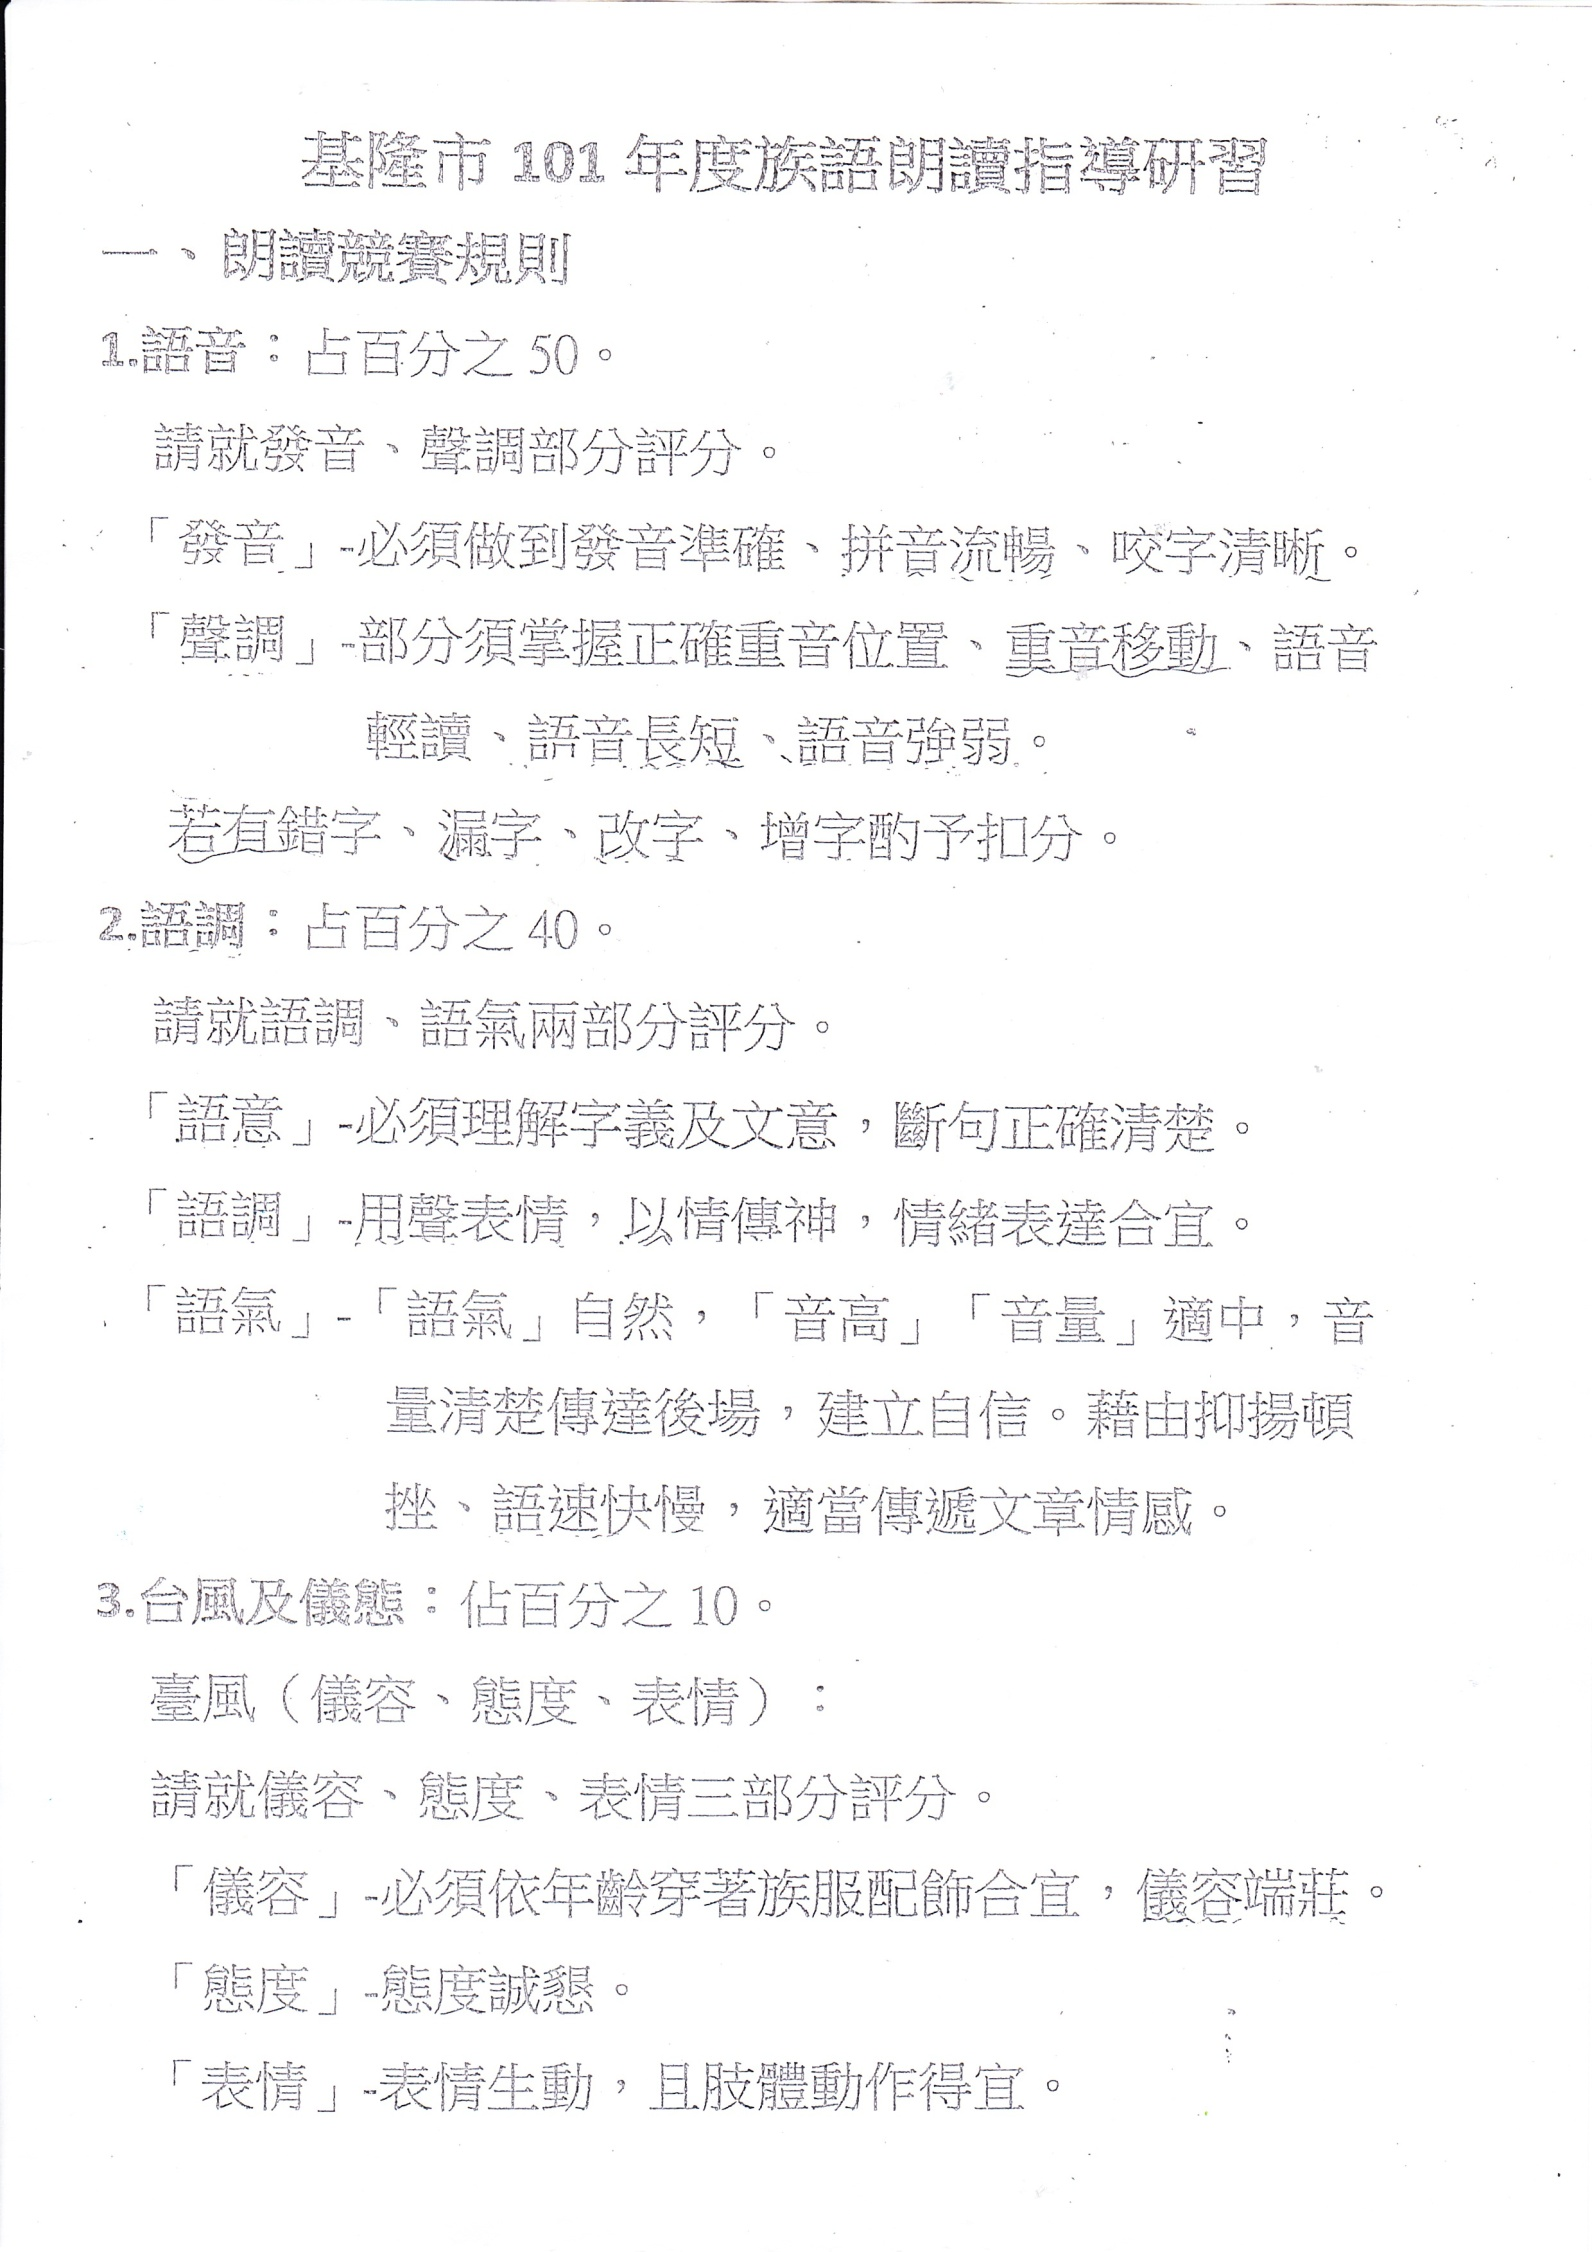 基隆市 101 年度族語朗讀指導研習
一、朗讀競賽規則
1.語音：占百分之 50。
請就發音、聲調部分評分。
「發音」-必須做到發音準確、拼音流暢、咬字清晰。
「聲調」-部分須掌握正確重音位置、重音移動、語音
輕讀、語音長短、語音強弱。
若有錯字、漏字、改字、增字酌予扣分。
2.語調：占百分之 40。
請就語調、語氣兩部分評分。
「語意」-必須理解字義及文意，斷句正確清楚。
「語調」-用聲表情，以情傳神，情緒表達合宜。
「語氣」-「語氣」自然，「音高」「音量」適中，音
量清楚傳達後場，建立自信。藉由抑揚頓
挫、語速快慢，適當傳遞文章情感。
3.台風及儀態：佔百分之 10。
臺風（儀容、態度、表情）：
請就儀容、態度、表情三部分評分。
「儀容」-必須依年齡穿著族服配飾合宜，儀容端莊。
「態度」-態度誠懇。
「表情」-表情生動，且肢體動作得宜。